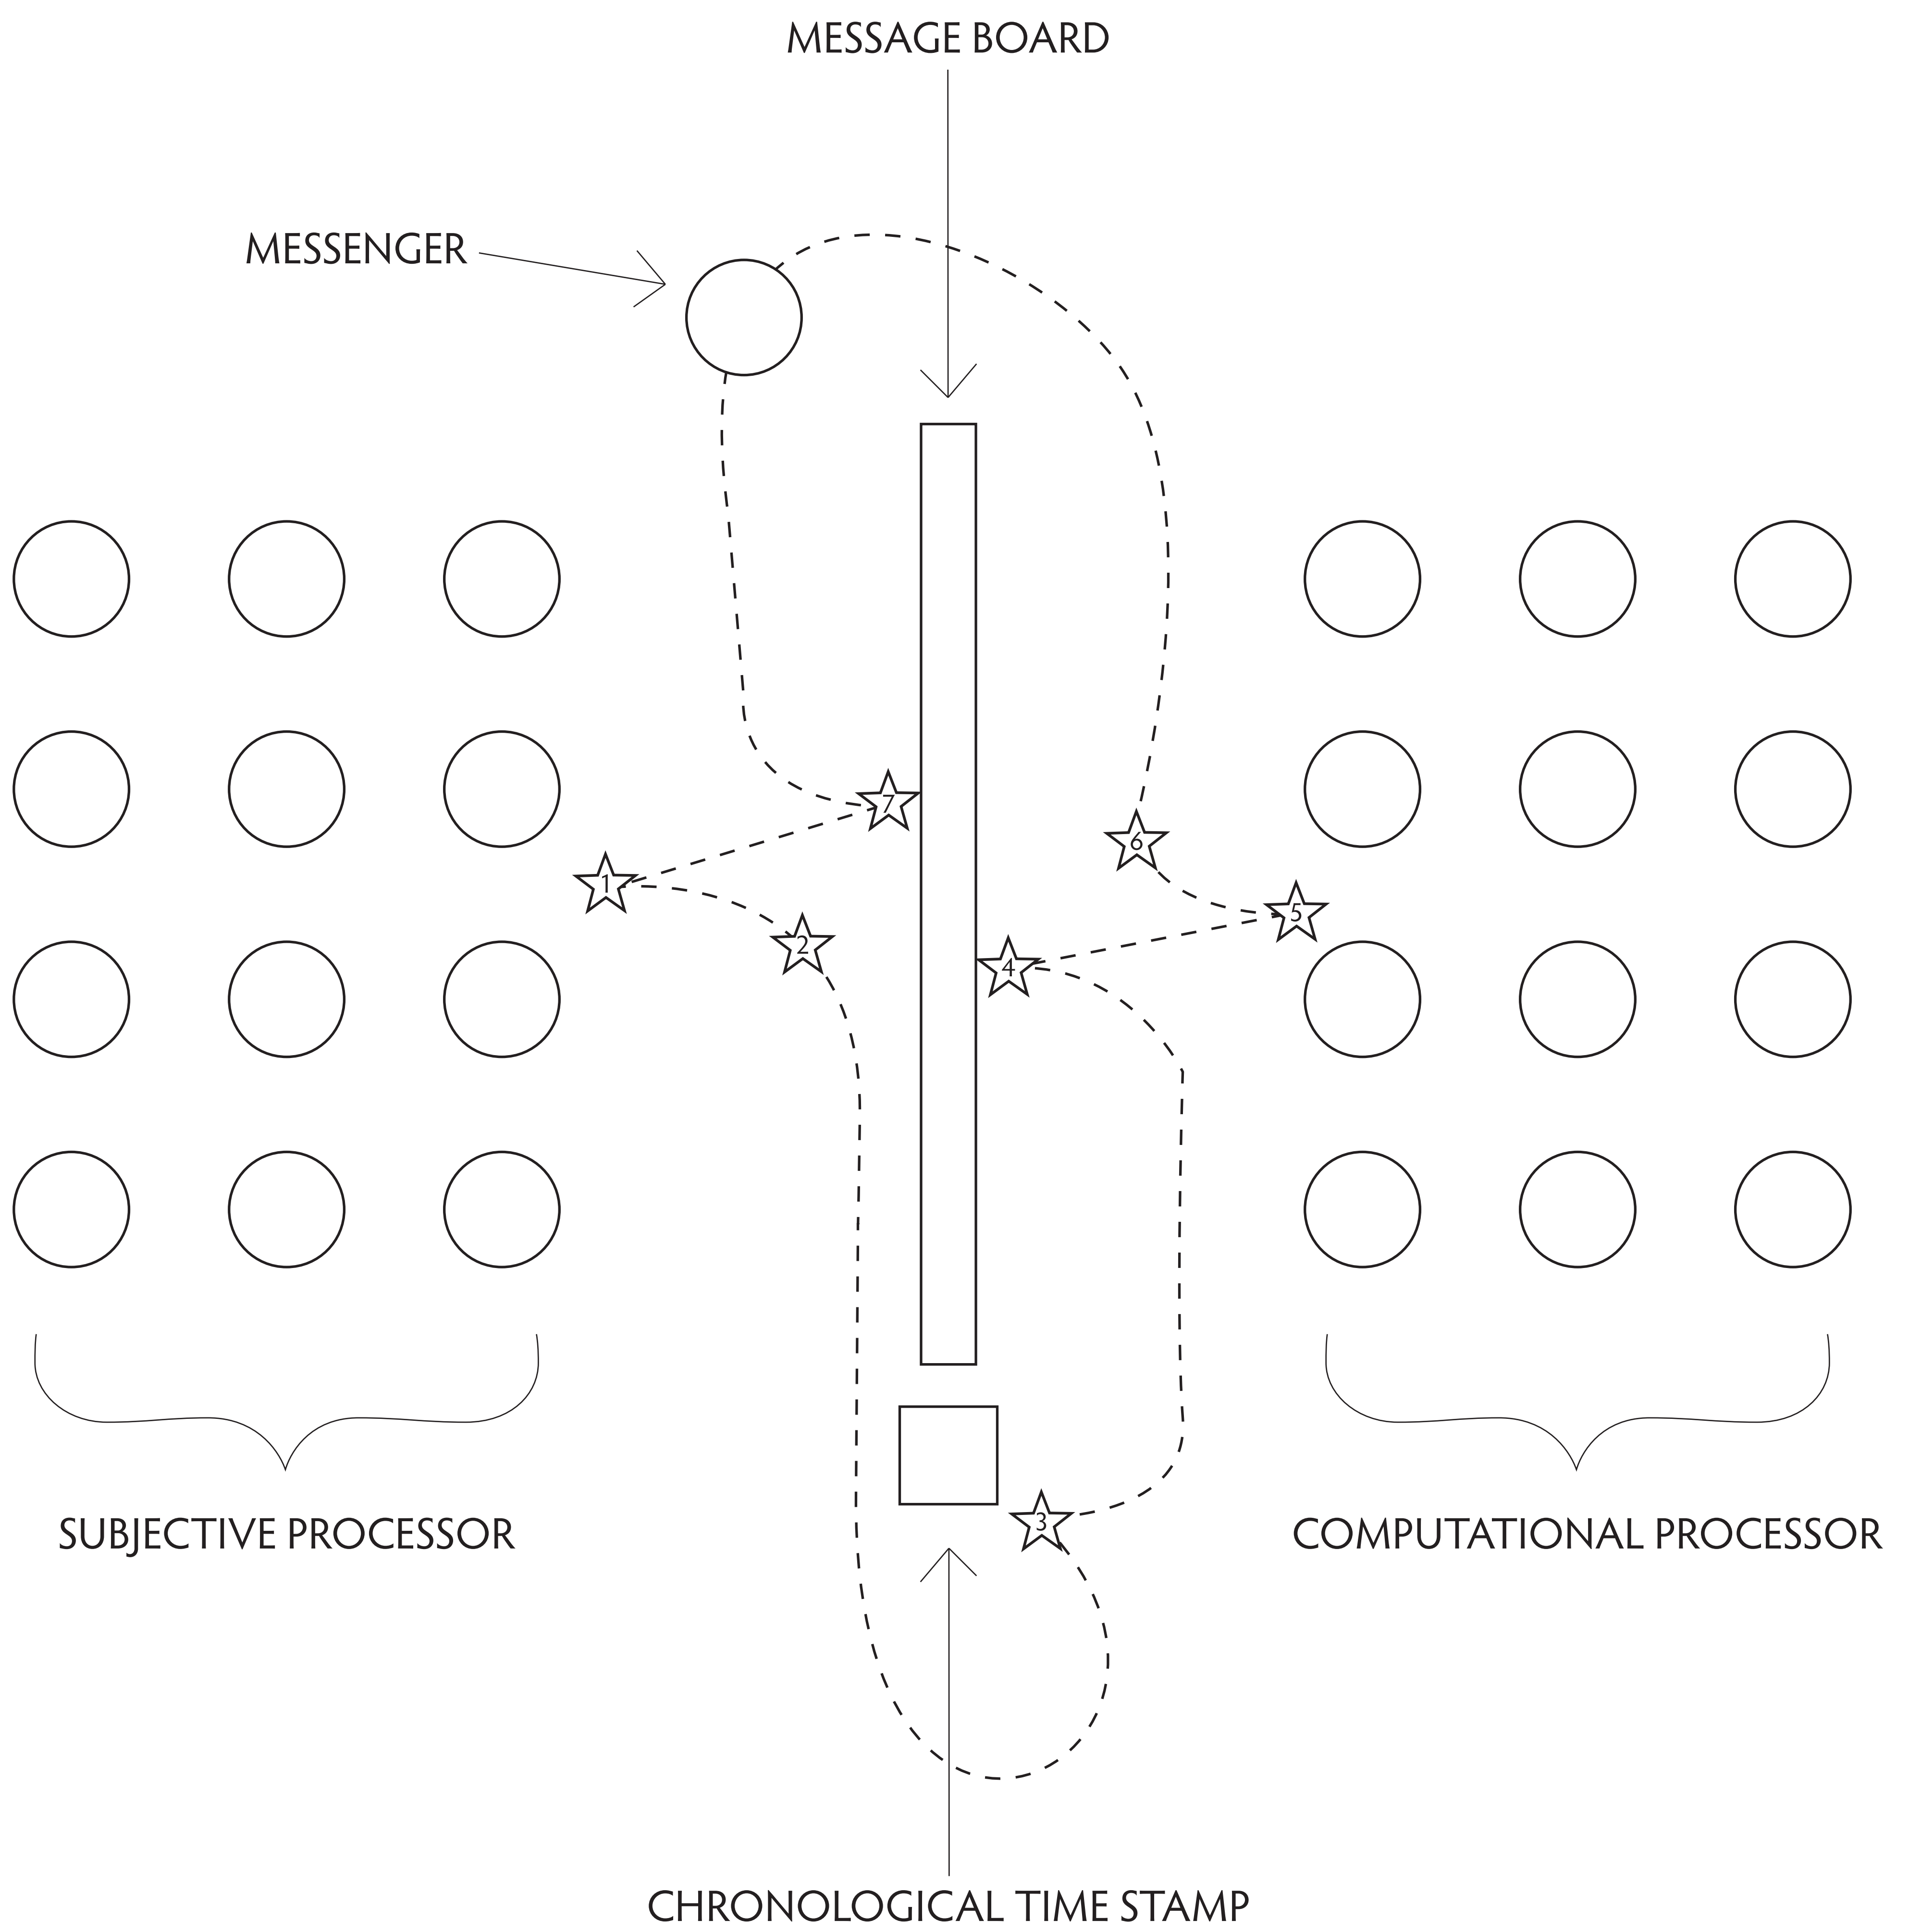 MESSAGE BOARD
MESSENGER
7
6
1
5
2
4
3
SUBJECTIVE PROCESSOR
COMPUTATIONAL PROCESSOR
CHRONOLOGICAL TIME STAMP